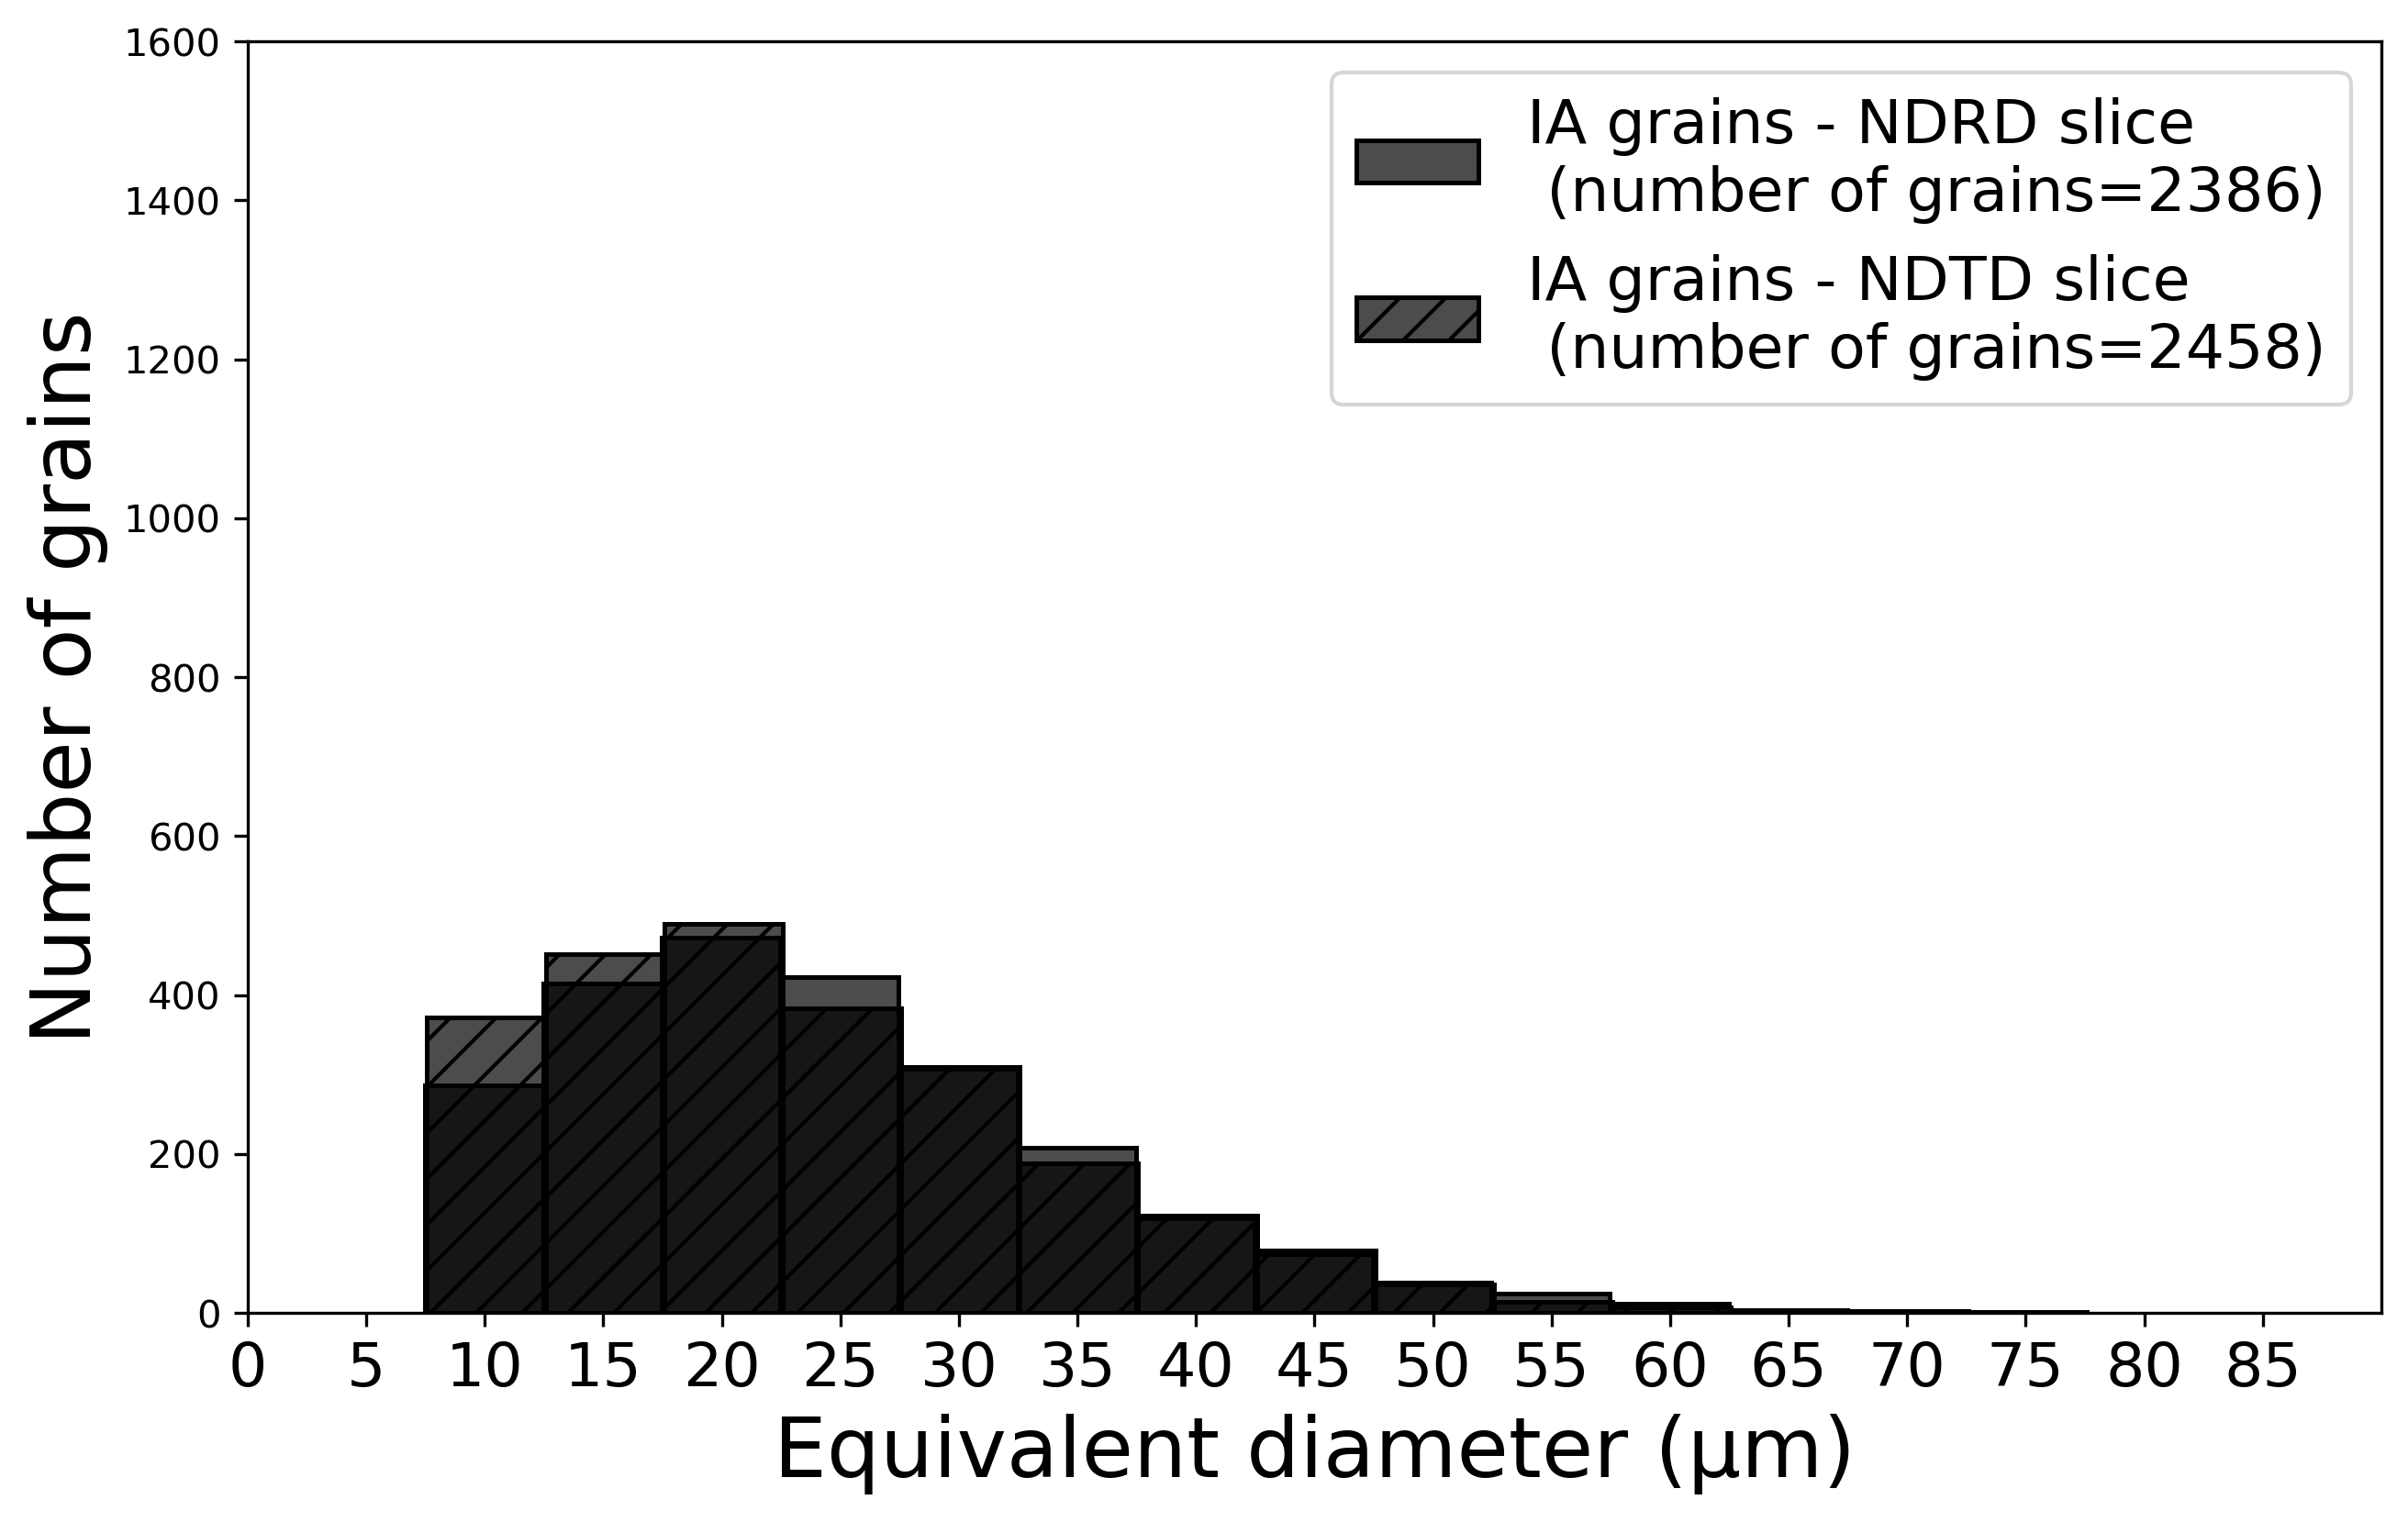 1600
1400
1200
1000
800
600
400
200
0
Number of grains
IA grains - NDRD slice
(number of grains=2386)
IA grains - NDTD slice
(number of grains=2458)
0 5 10 15 20 25 30 35 40 45 50 55 60 65 70 75 80 85
Equivalent diameter (µm)